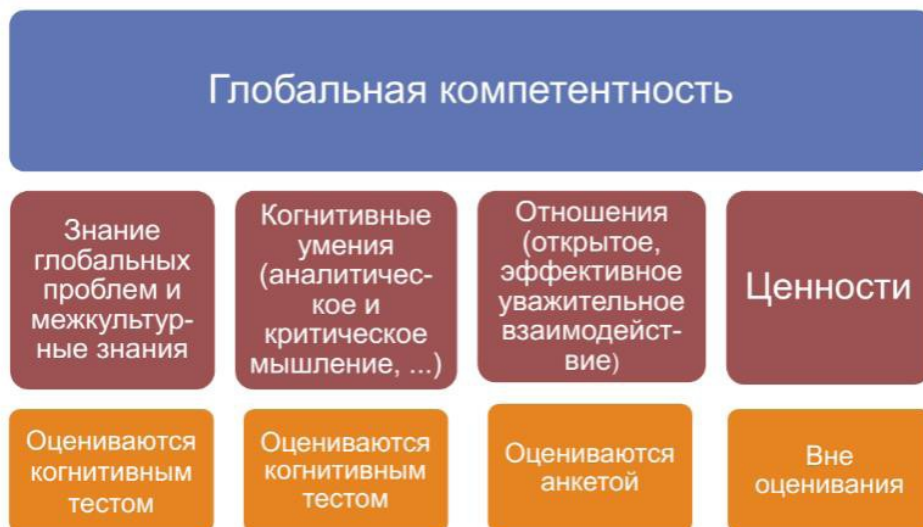 Глобальная компетентность
Знание
глобальных
проблем и
межкультур-
ные знания
Когнитивные
умения
(аналитичес-
кое и
критическое
мышление, ...)
Отношения
(открытое,
эффективное
уважительное
взаимодейст-
вие)
Ценности
Оцениваются
когнитивным
тестом
Оцениваются
когнитивным
тестом
Оцениваются
анкетой
Вне
оценивания